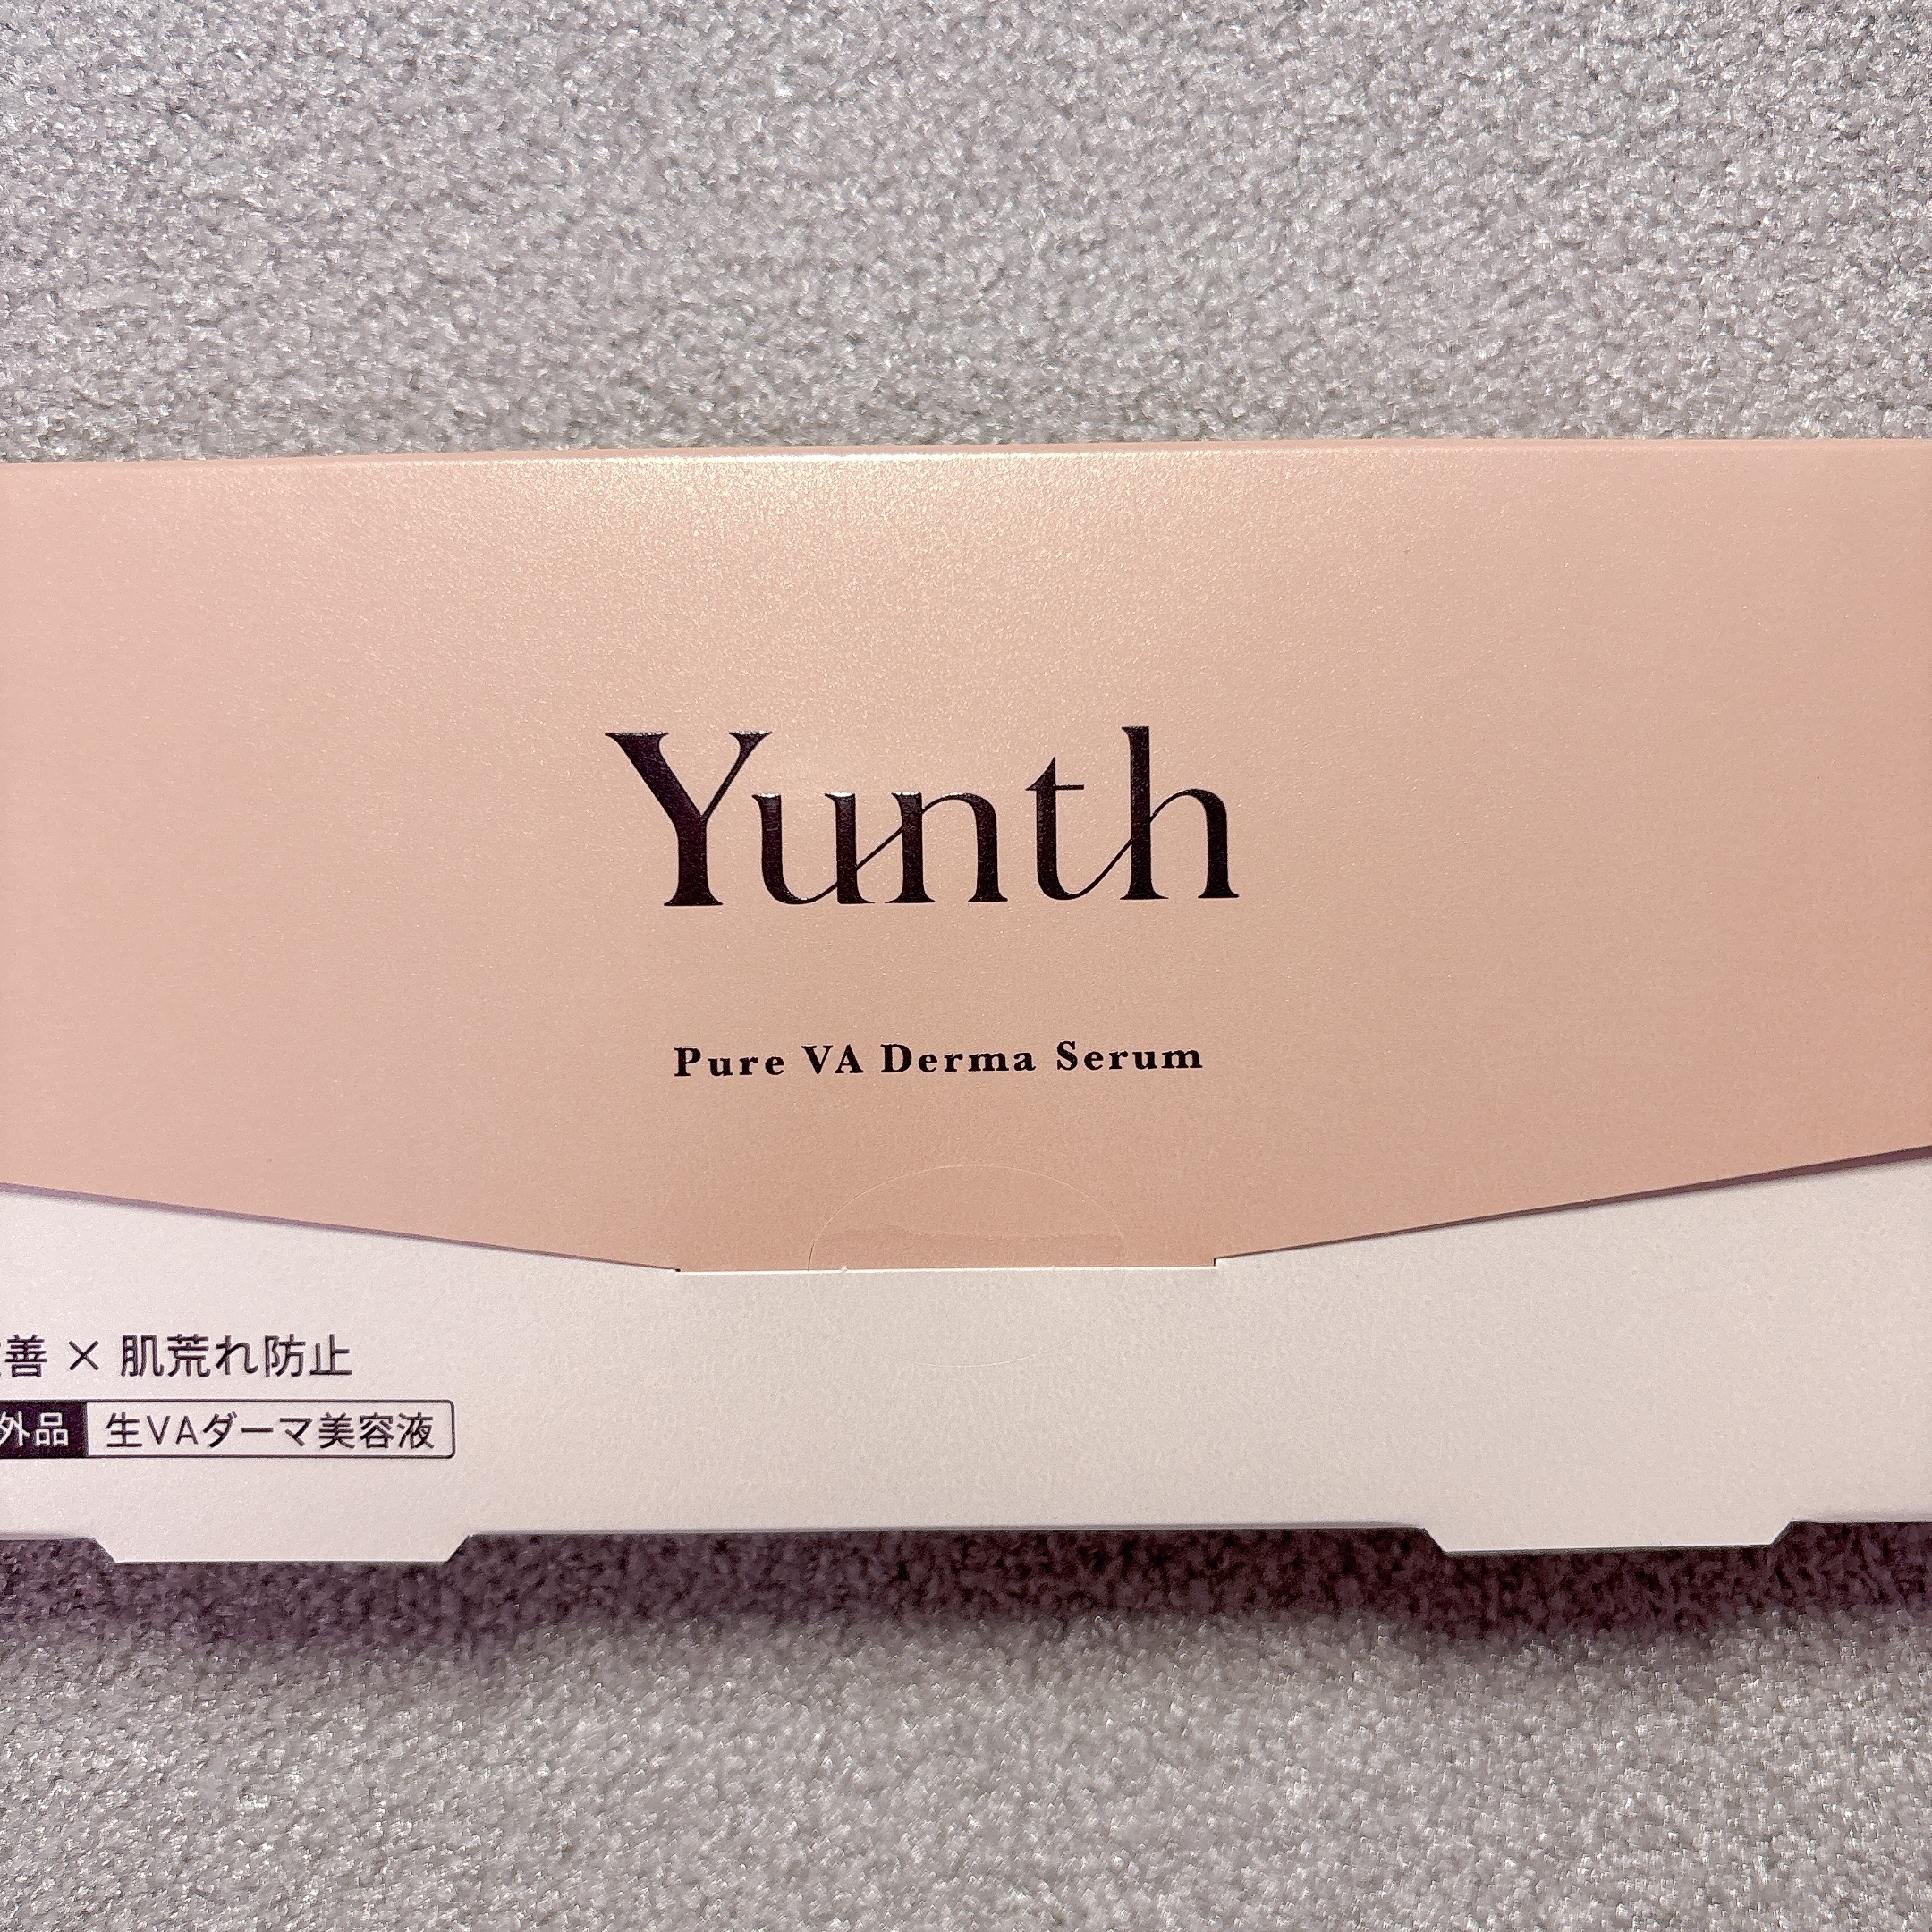 Yunth
Pure VA Derma Serum
善 × 肌荒れ防止
外品 生VAダーマ美容液